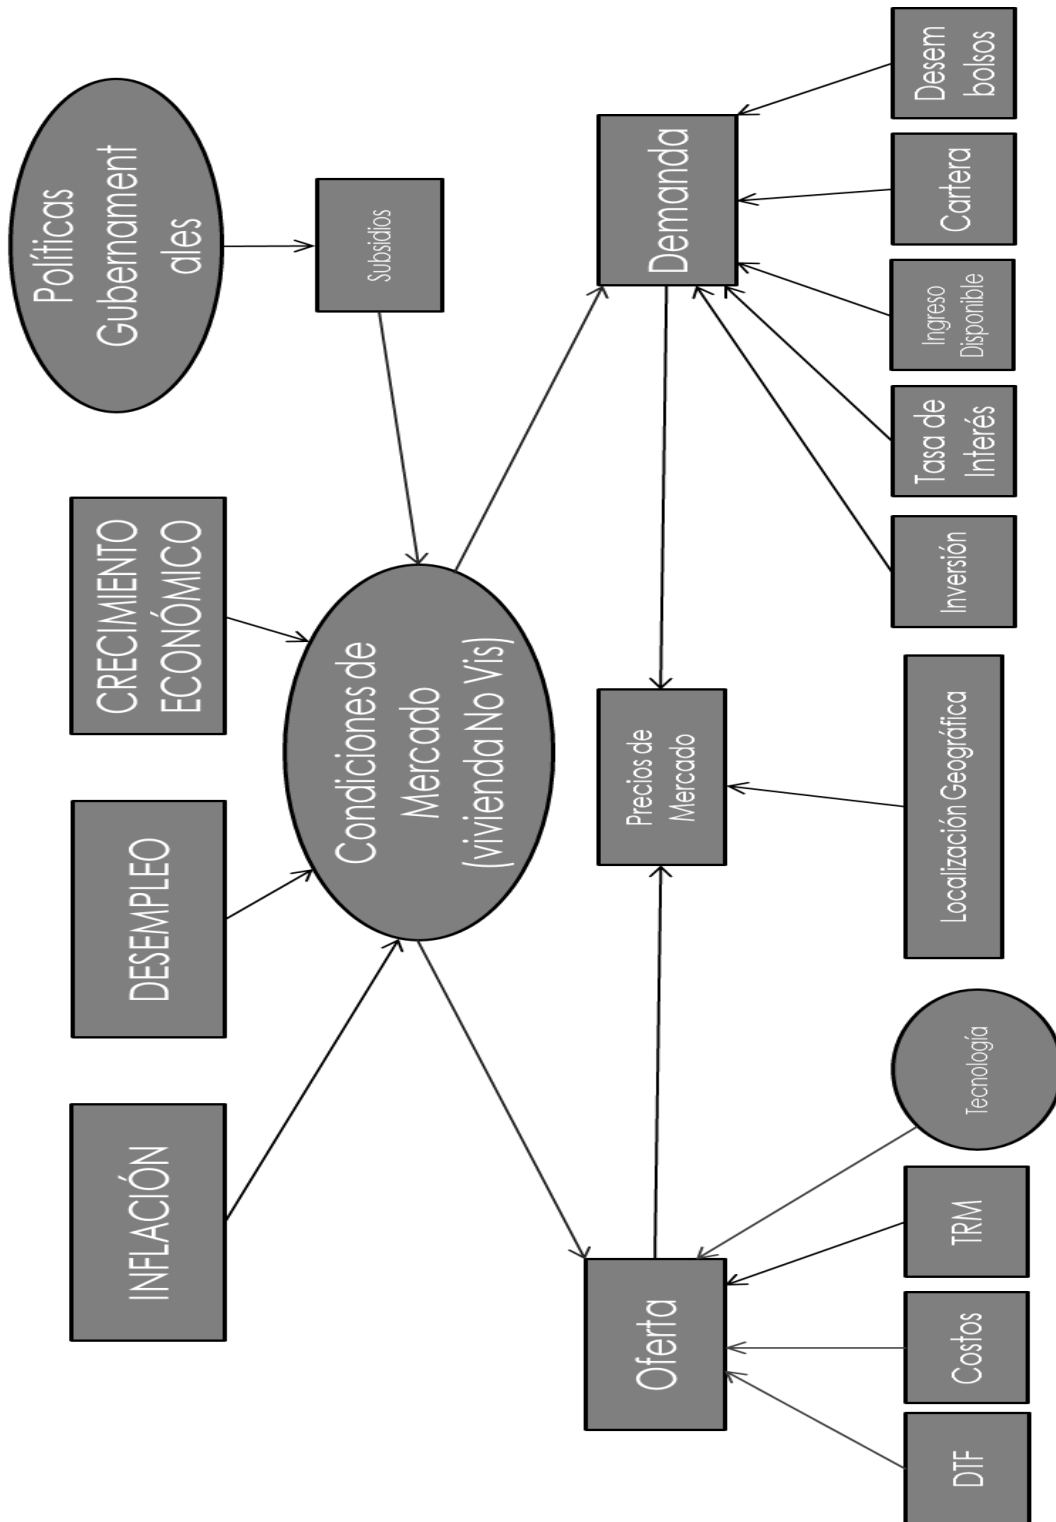 INFLACIÓN
DESEMPLEO
CRECIMIENTO
ECONÓMICO
Políticas
Gubernament
ales
Subsidios
Condiciones de
Mercado
(vivienda No Vis)
Oferta
Precios de
Mercado
Demanda
DTF
Costos
TRM
Tecnología
Localización Geográfica
Inversión
Tasa de
Interés
Ingreso
Disponible
Cartera
Desem
bolsos